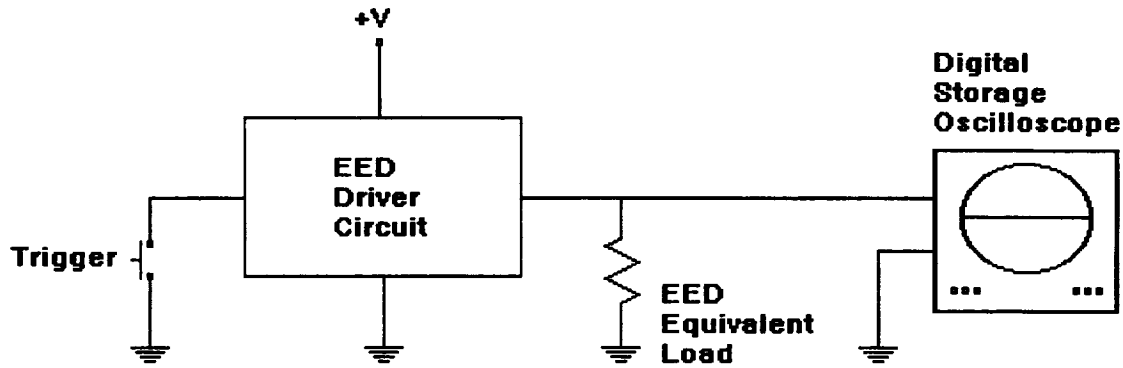 +V
Digital
Storage
Oscilloscope
EED
Driver
Circuit
Trigger
EED
Equivalent
Load